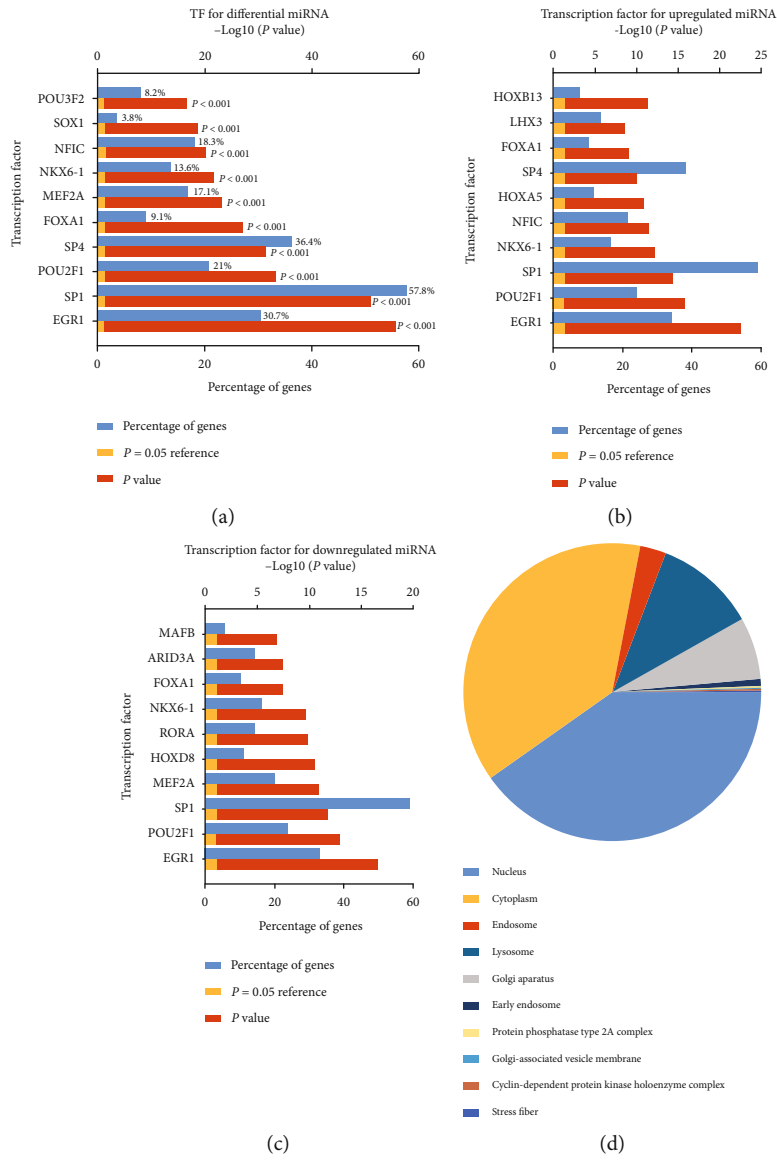 TF for differential miRNA
–Log10 (P value)
0 20 40 60
Transcription factor
POU3F2 8.2% P < 0.001
SOX1 3.8% P < 0.001
NFIC 18.3% P < 0.001
NKX6-1 13.6% P < 0.001
MEF2A 17.1% P < 0.001
FOXA1 9.1% P < 0.001
SP4 36.4% P < 0.001
POU2F1 21% P < 0.001
SP1 57.8% P < 0.001
EGR1 30.7% P < 0.001
0 20 40 60
Percentage of genes
Percentage of genes
P = 0.05 reference
P value
(a)
Transcription factor for upregulated miRNA
-Log10 (P value)
0 5 10 15 20 25
Transcription factor
HOXB13
LHX3
FOXA1
SP4
HOXA5
NFIC
NKX6-1
SP1
POU2F1
EGR1
0 20 40 60
Percentage of genes
Percentage of genes
P = 0.05 reference
P value
(b)
Transcription factor for downregulated miRNA
–Log10 (P value)
0 5 10 15 20
Transcription factor
MAFB
ARID3A
FOXA1
NKX6-1
RORA
HOXD8
MEF2A
SP1
POU2F1
EGR1
0 20 40 60
Percentage of genes
Percentage of genes
P = 0.05 reference
P value
(c)
Nucleus
Cytoplasm
Endosome
Lysosome
Golgi apparatus
Early endosome
Protein phosphatase type 2A complex
Golgi-associated vesicle membrane
Cyclin-dependent protein kinase holoenzyme complex
Stress fiber
(d)